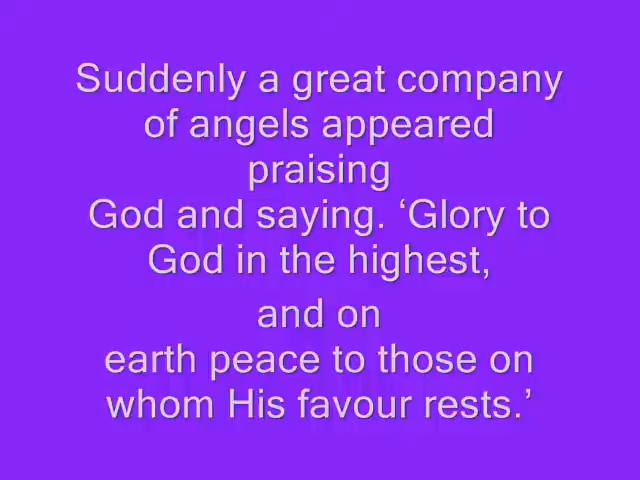 Suddenly a great company
of angels appeared
praising
God and saying. ‘Glory to
God in the highest,
and on
earth peace to those on
whom His favour rests.’